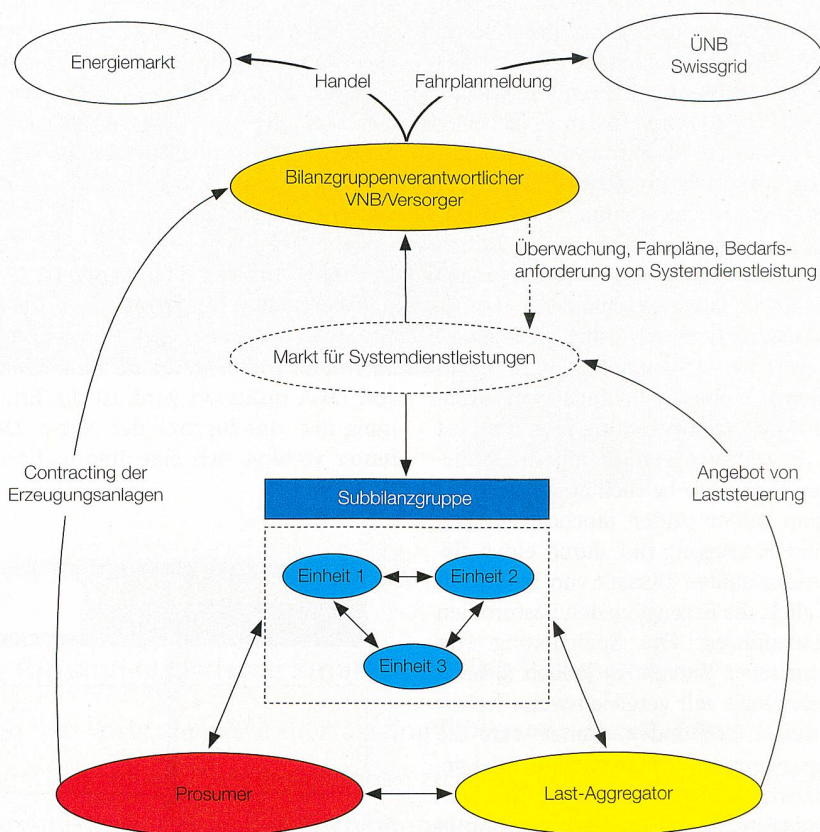 Energiemarkt
ÜNB
Swissgrid
Handel
Fahrplanmeldung
Bilanzgruppenverantwortlicher
VNB/Versorger
Überwachung, Fahrpläne, Bedarfs-
anforderung von Systemdienstleistung
Markt für Systemdienstleistungen
Contracting der
Erzeugungsanlagen
Angebot von
Laststeuerung
Subbilanzgruppe
Einheit 1
Einheit 2
Einheit 3
Prosumer
Last-Aggregator